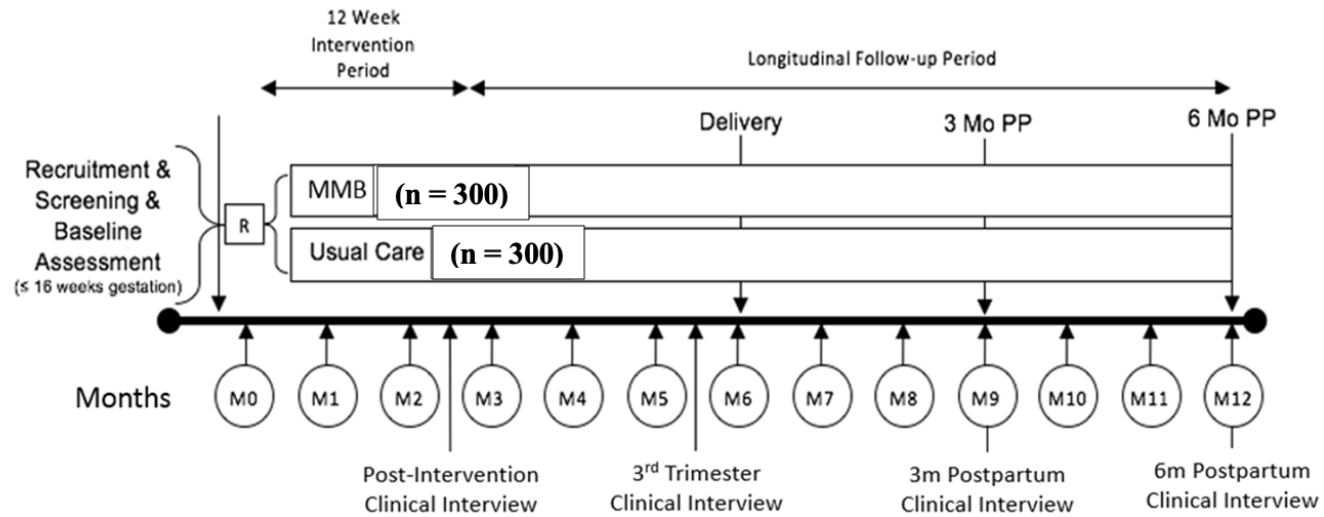 12 Week
Intervention
Period
Longitudinal Follow-up Period
Delivery
3 Mo PP
6 Mo PP
Recruitment &
Screening &
Baseline
Assessment
(≤ 16 weeks gestation)
R
MMB
(n = 300)
Usual Care
(n = 300)
Months
M0
M1
M2
M3
M4
M5
M6
M7
M8
M9
M10
M11
M12
Post-Intervention
Clinical Interview
3rd Trimester
Clinical Interview
3m Postpartum
Clinical Interview
6m Postpartum
Clinical Interview